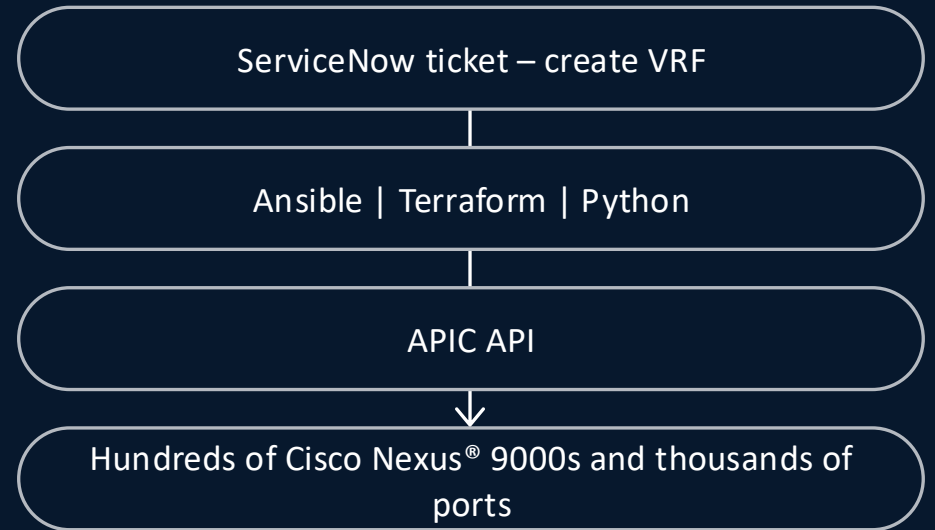 ServiceNow ticket – create VRF
Ansible | Terraform | Python
APIC API
Hundreds of Cisco Nexus® 9000s and thousands of
ports